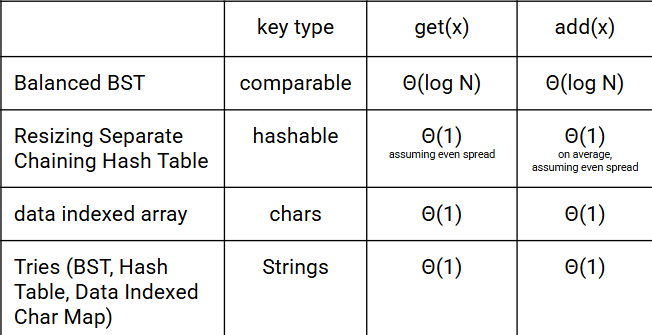 key type get(x) add(x)
Balanced BST comparable Θ(log N) Θ(log N)
Resizing Separate Chaining Hash Table hashable Θ(1) assuming even spread Θ(1) on average, assuming even spread
data indexed array chars Θ(1) Θ(1)
Tries (BST, Hash Table, Data Indexed Char Map) Strings Θ(1) Θ(1)